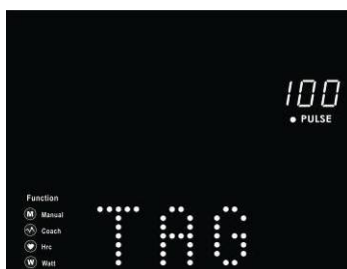 100
PULSE
Function
M Manual
Coach
Hrc
W Watt
TAG